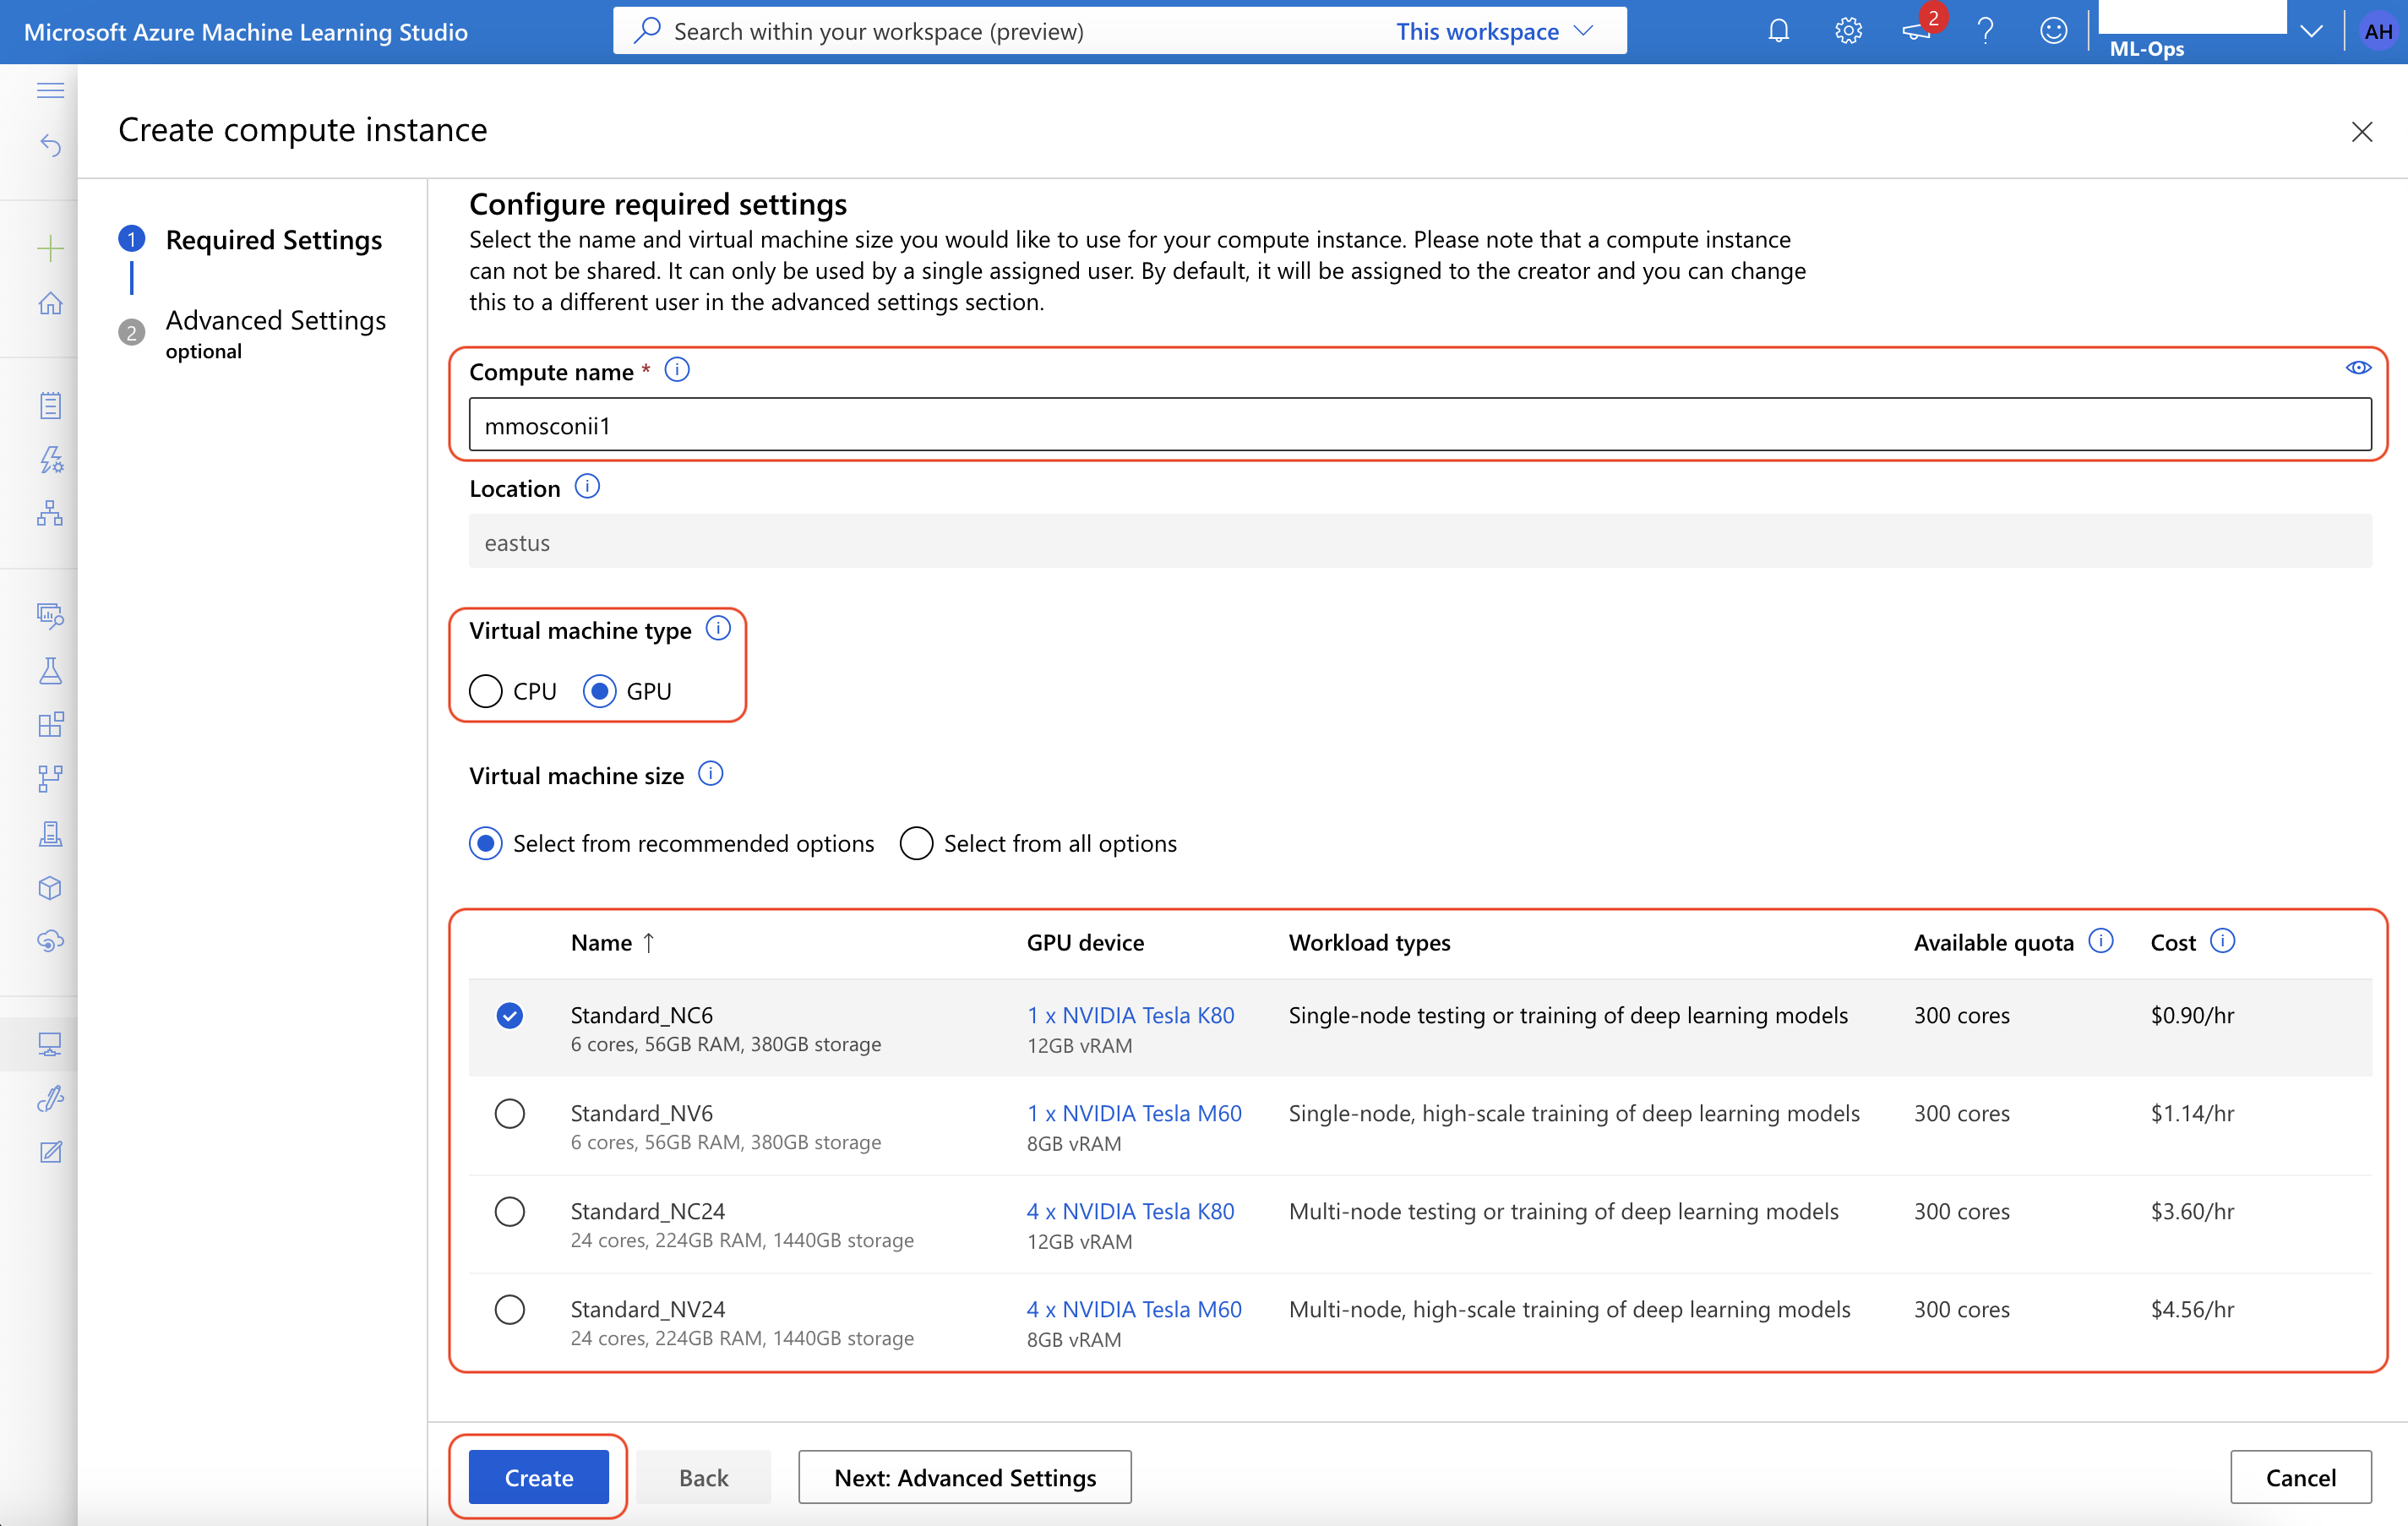 Microsoft Azure Machine Learning Studio
Search within your workspace (preview)
This workspace
2
ML-Ops
AH
Create compute instance
1 Required Settings
2 Advanced Settings
optional
Configure required settings
Select the name and virtual machine size you would like to use for your compute instance. Please note that a compute instance
can not be shared. It can only be used by a single assigned user. By default, it will be assigned to the creator and you can change
this to a different user in the advanced settings section.
Compute name *
mmosconii1
Location
eastus
Virtual machine type
CPU GPU
Virtual machine size
Select from recommended options Select from all options
Name ↑ GPU device Workload types Available quota Cost
Standard_NC6 1 x NVIDIA Tesla K80 Single-node testing or training of deep learning models 300 cores $0.90/hr
6 cores, 56GB RAM, 380GB storage 12GB vRAM
Standard_NV6 1 x NVIDIA Tesla M60 Single-node, high-scale training of deep learning models 300 cores $1.14/hr
6 cores, 56GB RAM, 380GB storage 8GB vRAM
Standard_NC24 4 x NVIDIA Tesla K80 Multi-node testing or training of deep learning models 300 cores $3.60/hr
24 cores, 224GB RAM, 1440GB storage 12GB vRAM
Standard_NV24 4 x NVIDIA Tesla M60 Multi-node, high-scale training of deep learning models 300 cores $4.56/hr
24 cores, 224GB RAM, 1440GB storage 8GB vRAM
Create Back Next: Advanced Settings Cancel